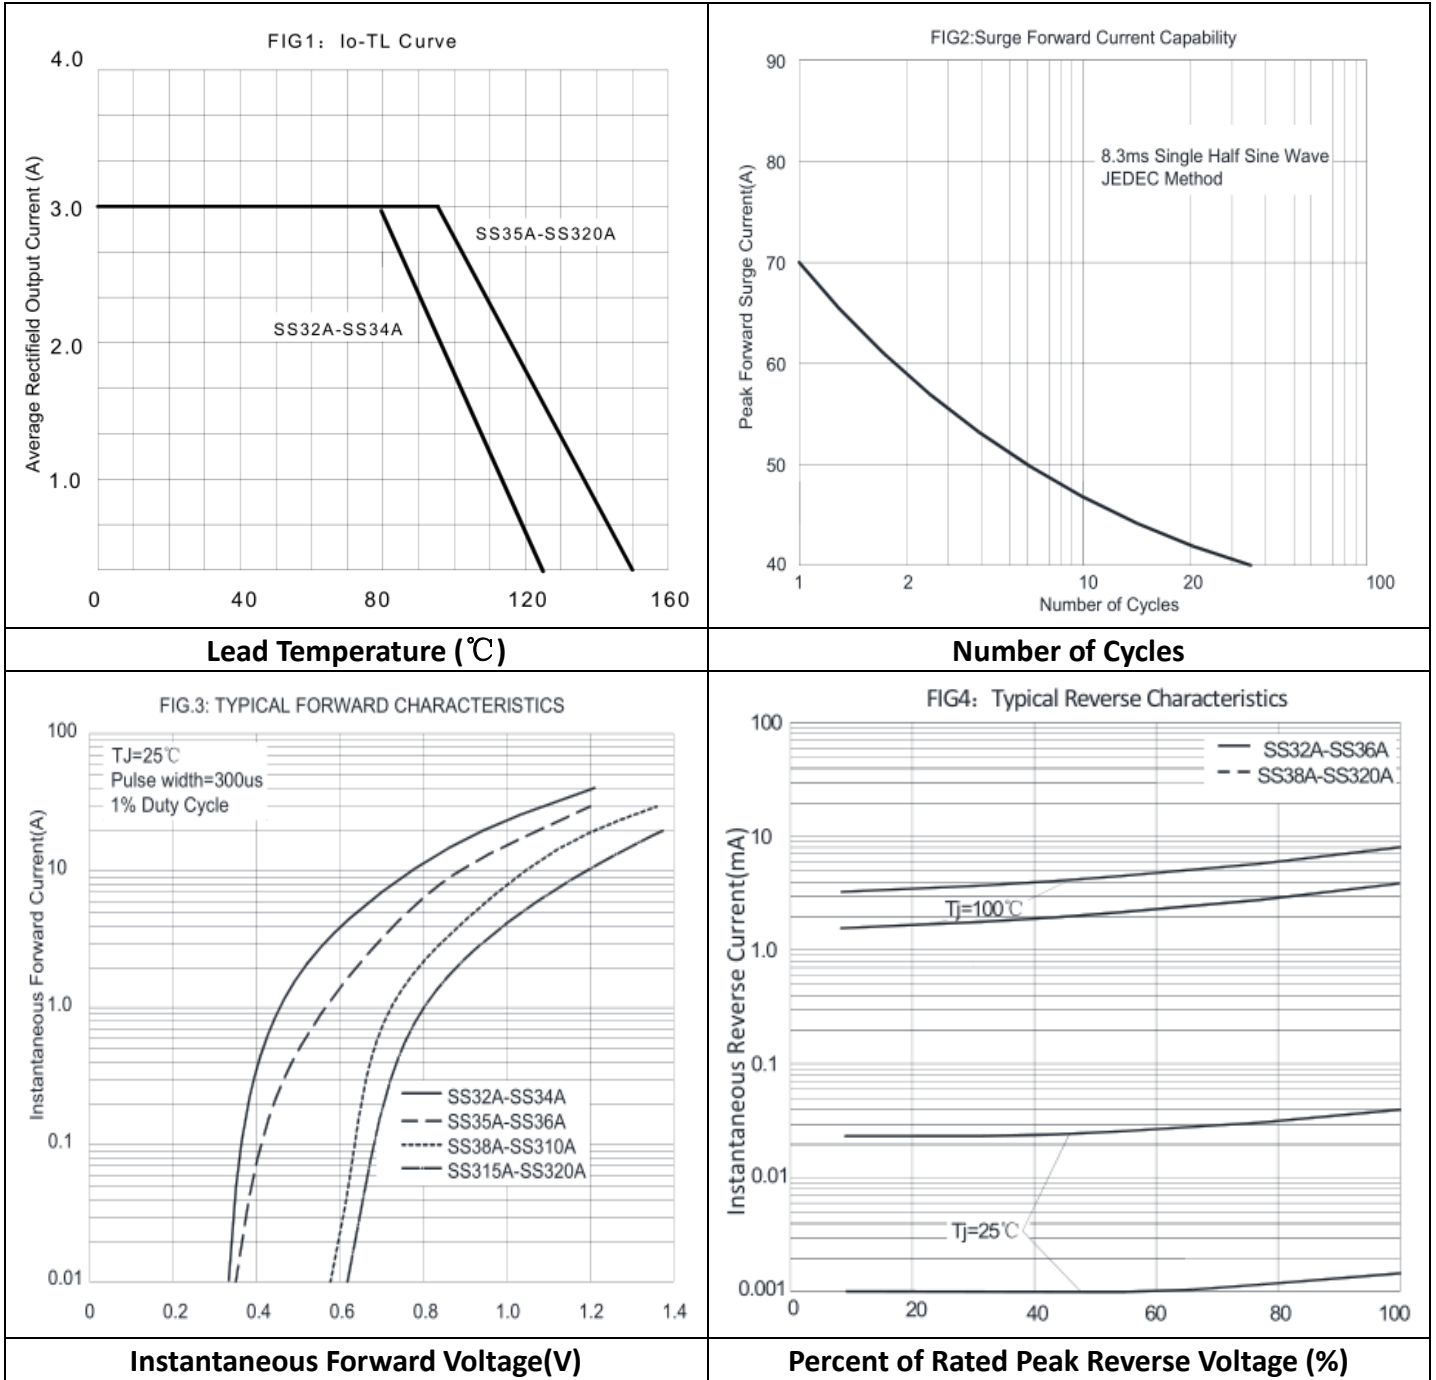 FIG1：Io-TL Curve
Average Rectifield Output Current (A)
4.0
3.0
2.0
1.0
SS35A-SS320A
SS32A-SS34A
0 40 80 120 160
Lead Temperature (℃)
FIG2:Surge Forward Current Capability
Peak Forward Surge Current(A)
90
80
70
60
50
40
8.3ms Single Half Sine Wave
JEDEC Method
1 2 10 20 100
Number of Cycles
Number of Cycles
FIG.3: TYPICAL FORWARD CHARACTERISTICS
Instantaneous Forward Current(A)
100
10
1.0
0.1
0.01
TJ=25℃
Pulse width=300us
1% Duty Cycle
SS32A-SS34A
SS35A-SS36A
SS38A-SS310A
SS315A-SS320A
0 0.2 0.4 0.6 0.8 1.0 1.2 1.4
Instantaneous Forward Voltage(V)
FIG4：Typical Reverse Characteristics
Instantaneous Reverse Current(mA)
100
10
1.0
0.1
0.01
0.001
SS32A-SS36A
SS38A-SS320A
Tj=100℃
Tj=25℃
0 20 40 60 80 100
Percent of Rated Peak Reverse Voltage (%)